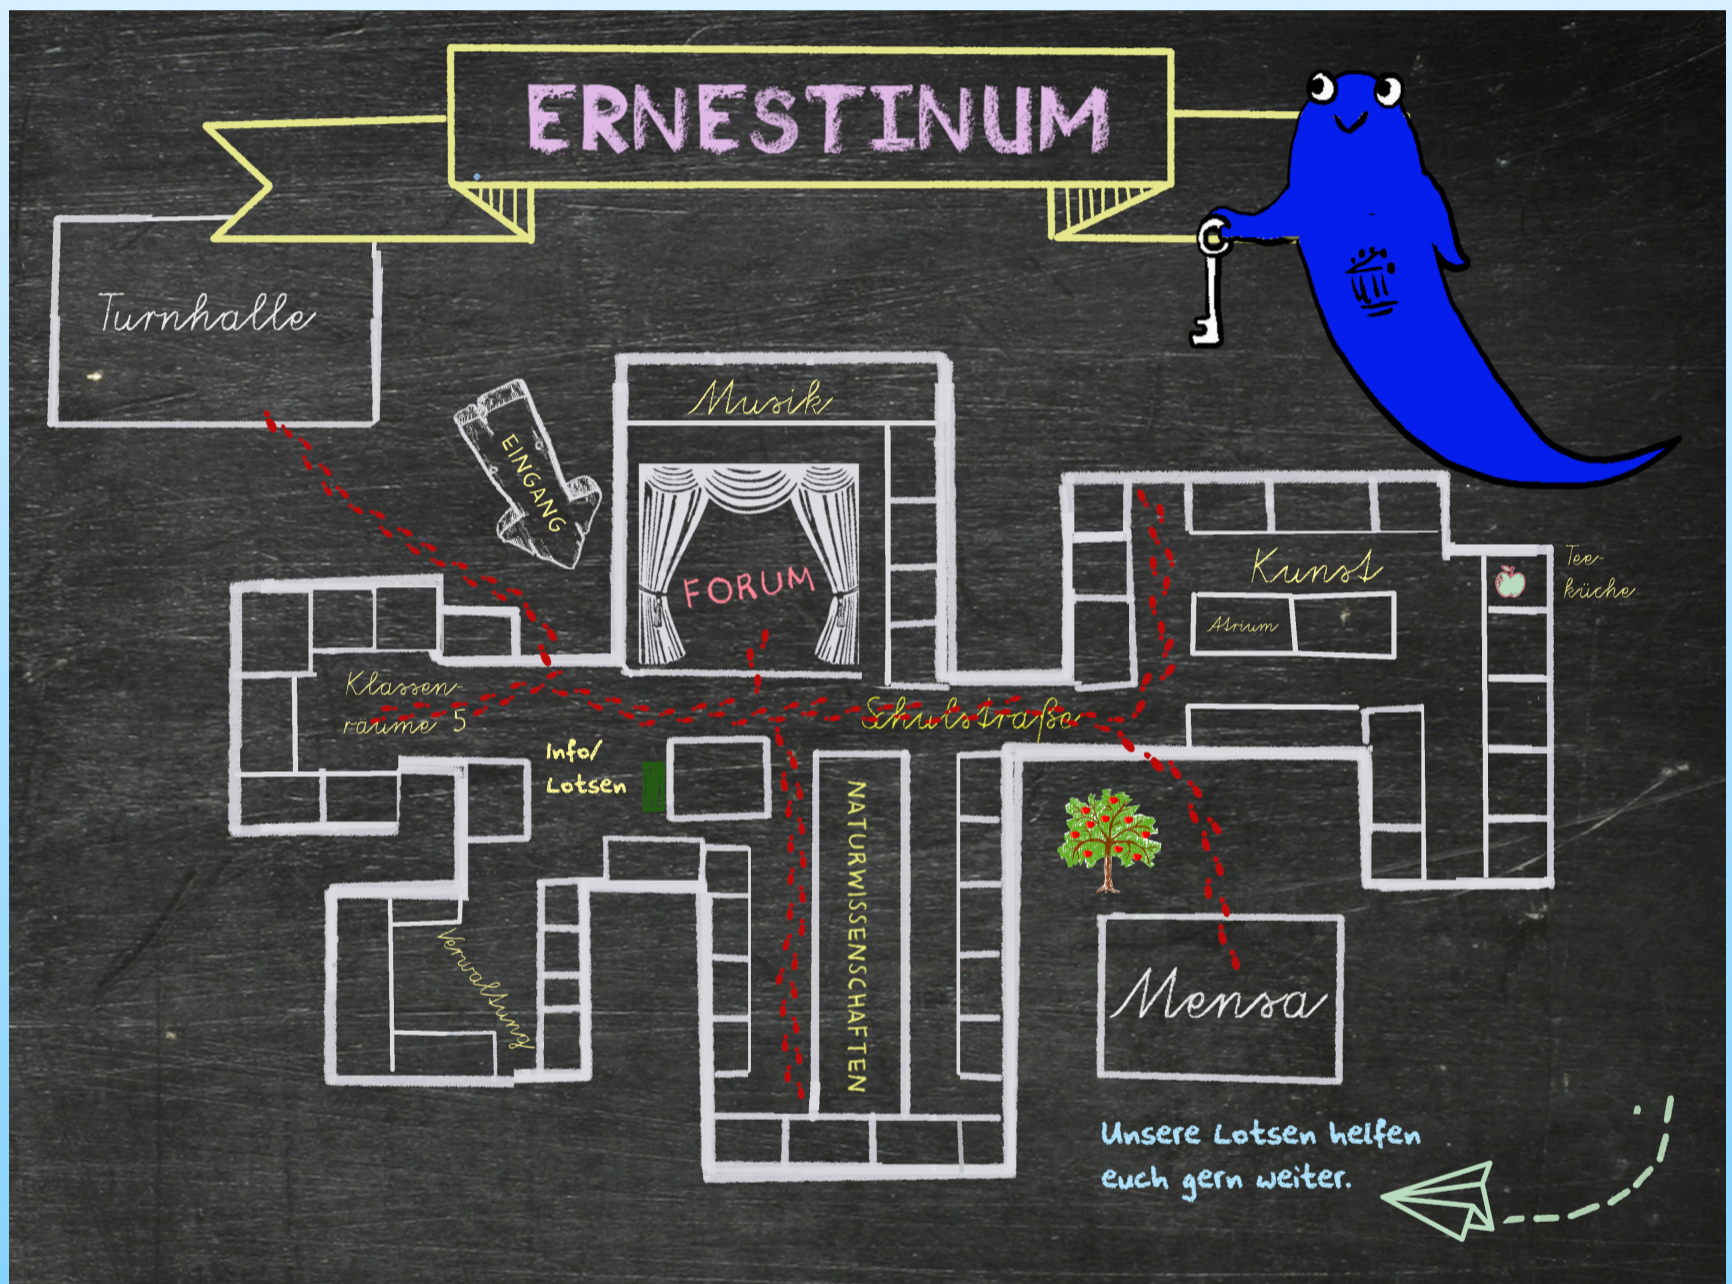 ERNESTINUM
Turnhalle
EINGANG
Musik
FORUM
Kunst
Atrium
Tee-
küche
Klassen-
räume 5
Schulstraße
Info/
Lotsen
NATURWISSENSCHAFTEN
Verwaltung
Mensa
Unsere Lotsen helfen
euch gern weiter.